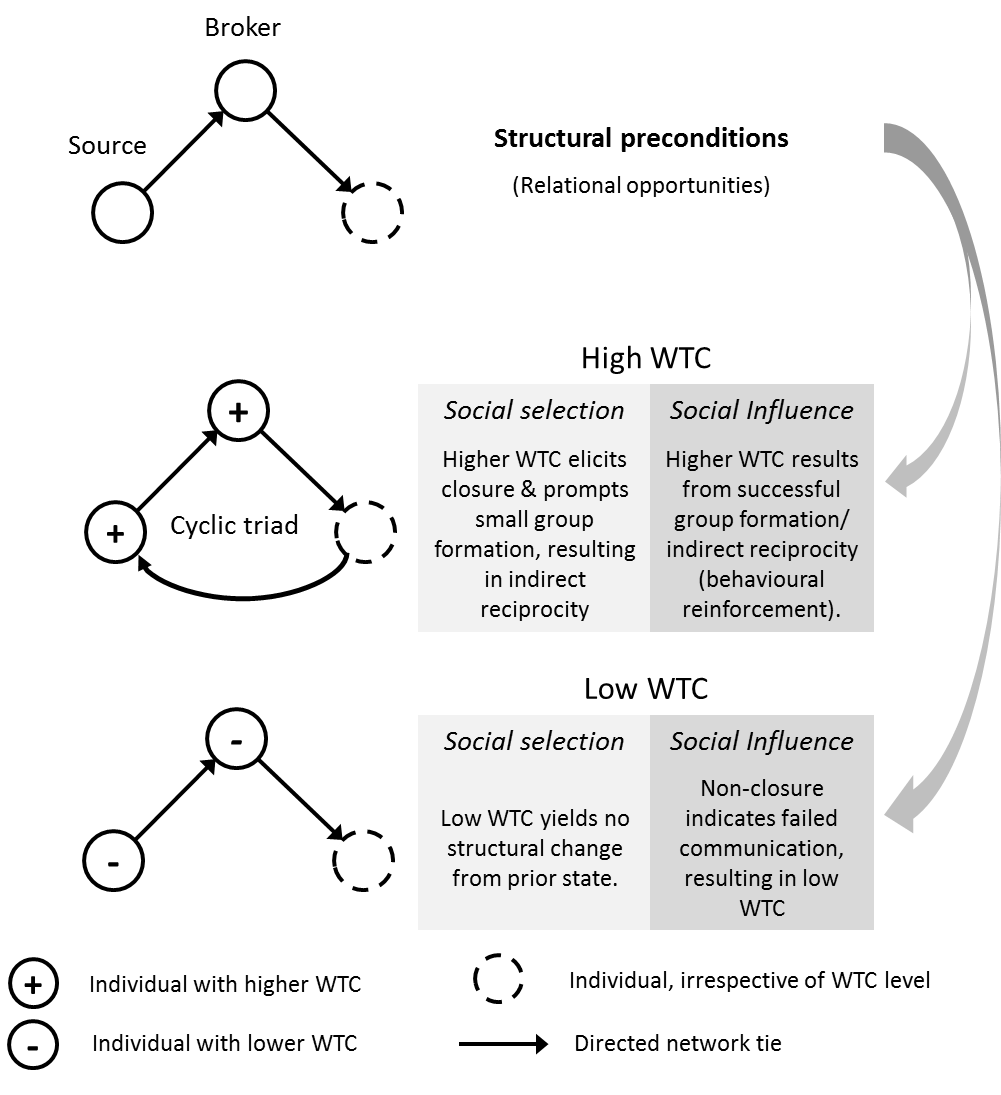 Broker
Source
Structural preconditions
(Relational opportunities)
High WTC
Social selection
Higher WTC elicits
closure & prompts
small group
formation, resulting
in indirect
reciprocity
Social Influence
Higher WTC results
from successful
group formation/
indirect reciprocity
(behavioural
reinforcement).
+
+
Cyclic triad
Low WTC
Social selection
Low WTC yields no
structural change
from prior state.
Social Influence
Non-closure
indicates failed
communication,
resulting in low
WTC
-
-
+ Individual with higher WTC
Individual, irrespective of WTC level
- Individual with lower WTC
Directed network tie